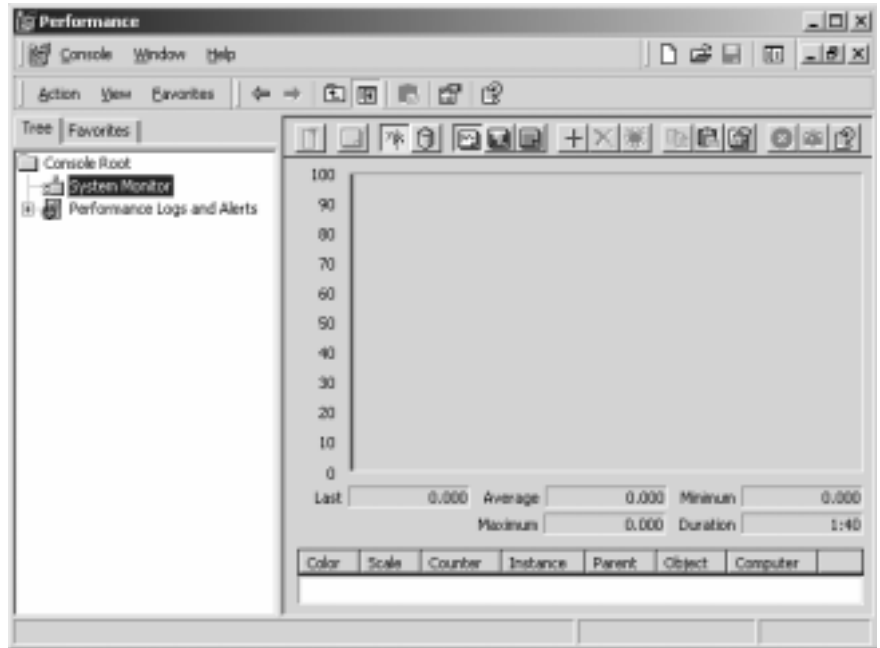 Performance
Console Window Help
Action View Favorites
Tree Favorites
Console Root
System Monitor
Performance Logs and Alerts
100
90
80
70
60
50
40
30
20
10
0
Last 0.000 Average 0.000 Minimum 0.000
Maximum 0.000 Duration 1:40
Color Scale Counter Instance Parent Object Computer